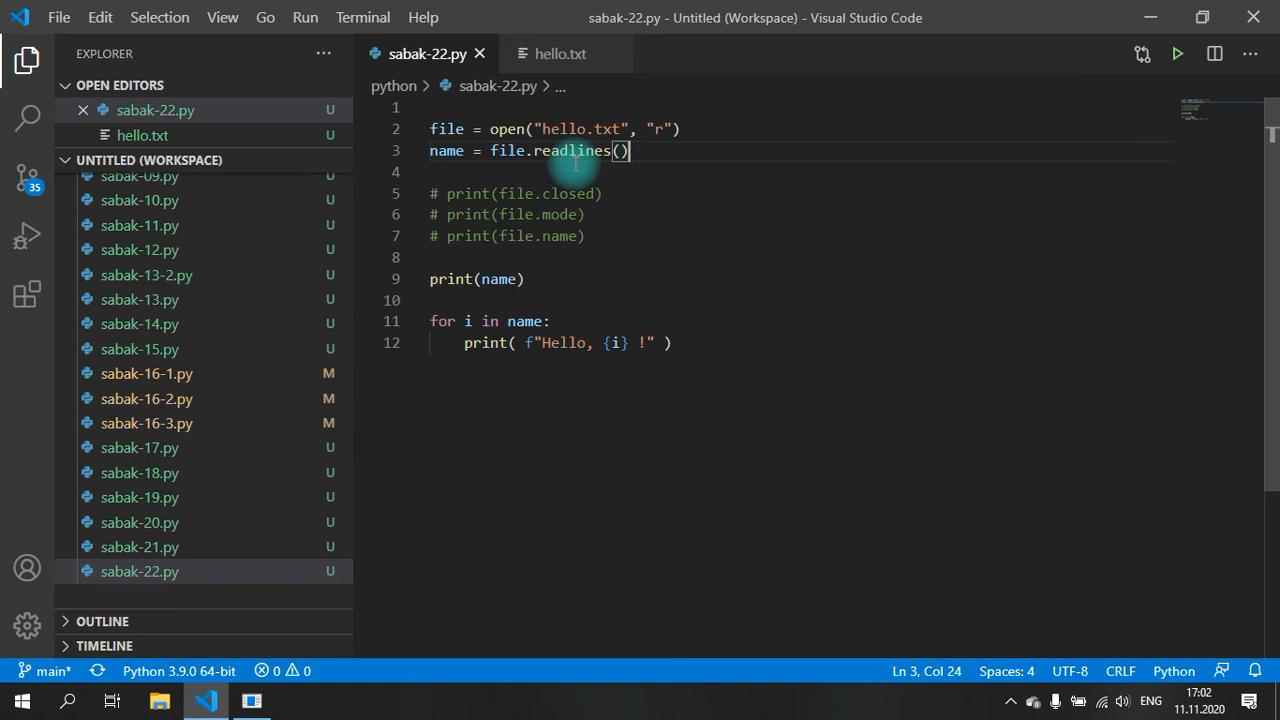 File Edit Selection View Go Run Terminal Help sabak-22.py - Untitled (Workspace) - Visual Studio Code
EXPLORER ···
sabak-22.py hello.txt
OPEN EDITORS
sabak-22.py U
hello.txt U
UNTITLED (WORKSPACE)
sabak-09.py U
sabak-10.py U
sabak-11.py U
sabak-12.py U
sabak-13-2.py U
sabak-13.py U
sabak-14.py U
sabak-15.py U
sabak-16-1.py M
sabak-16-2.py M
sabak-16-3.py M
sabak-17.py U
sabak-18.py U
sabak-19.py U
sabak-20.py U
sabak-21.py U
sabak-22.py U
OUTLINE
TIMELINE
35
python > sabak-22.py > ...
1
2 file = open("hello.txt", "r")
3 name = file.readlines()
4
5 # print(file.closed)
6 # print(file.mode)
7 # print(file.name)
8
9 print(name)
10
11 for i in name:
12 print( f"Hello, {i} !" )
main* Python 3.9.0 64-bit 0 0 Ln 3, Col 24 Spaces: 4 UTF-8 CRLF Python
ENG 17:02
11.11.2020